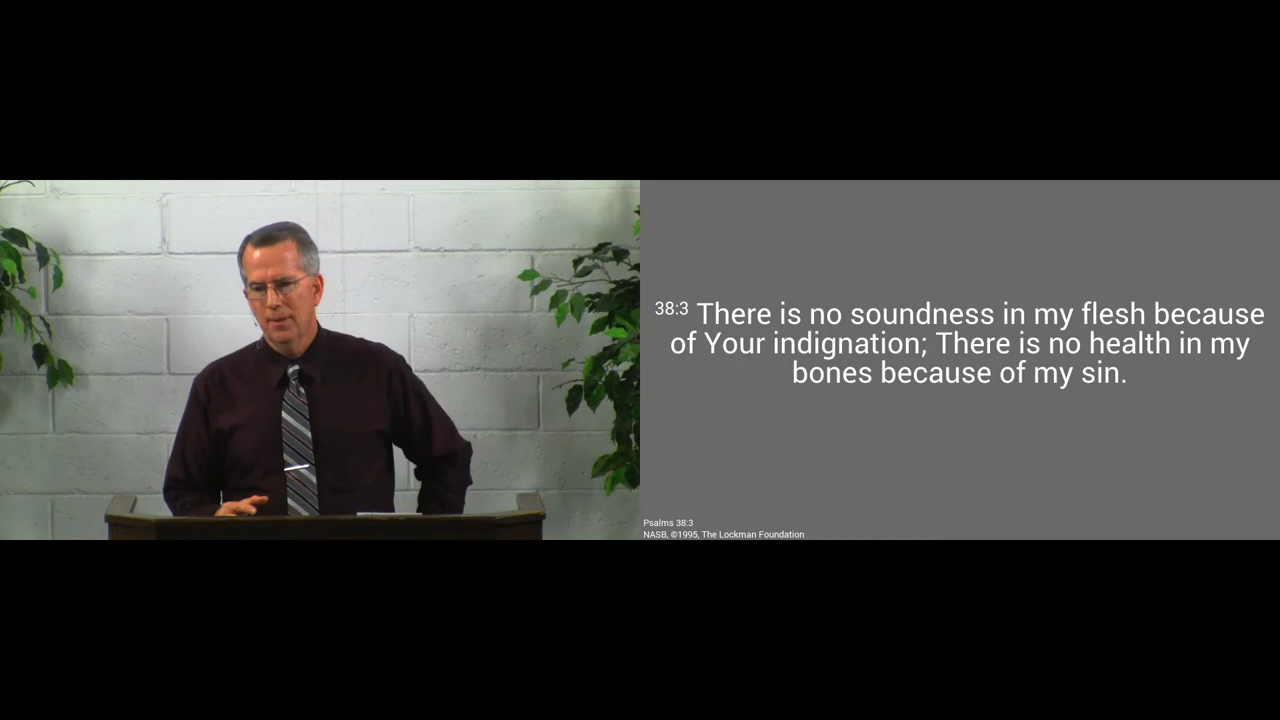 38:3 There is no soundness in my flesh because
of Your indignation; There is no health in my
bones because of my sin.
Psalms 38:3
NASB, ©1995, The Lockman Foundation